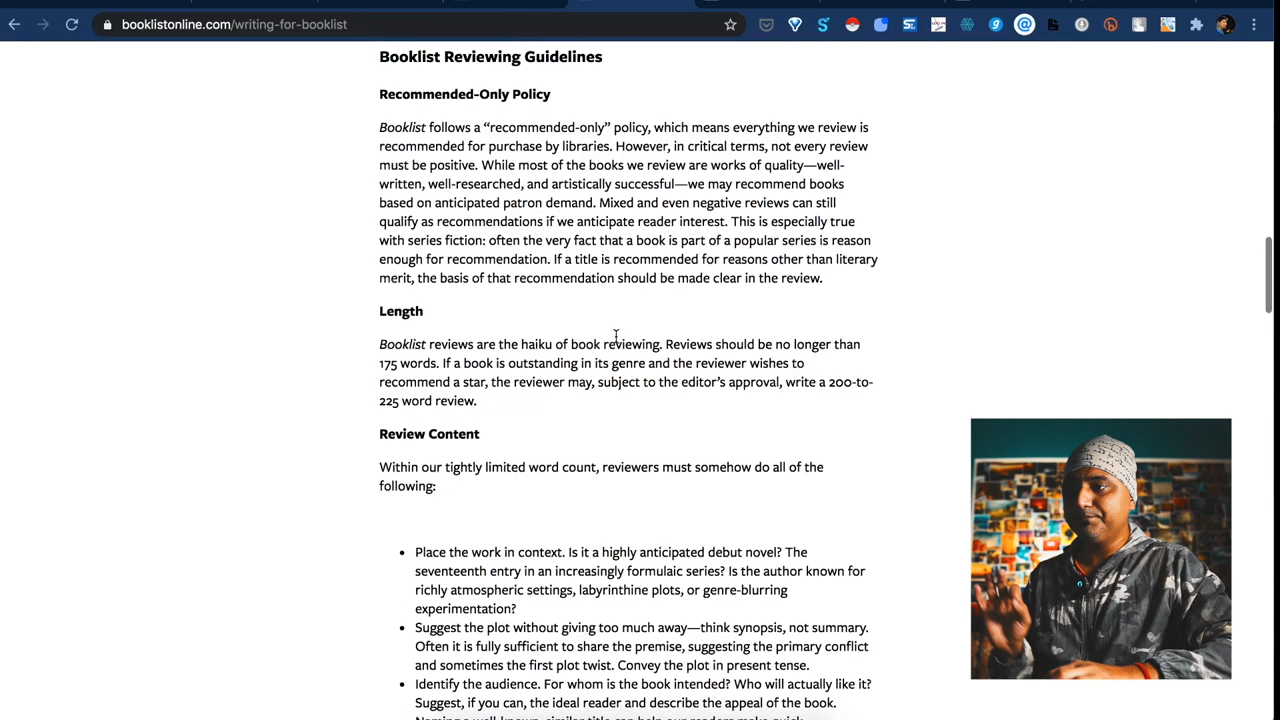 booklistonline.com/writing-for-booklist
Booklist Reviewing Guidelines
Recommended-Only Policy
Booklist follows a “recommended-only” policy, which means everything we review is
recommended for purchase by libraries. However, in critical terms, not every review
must be positive. While most of the books we review are works of quality—well-
written, well-researched, and artistically successful—we may recommend books
based on anticipated patron demand. Mixed and even negative reviews can still
qualify as recommendations if we anticipate reader interest. This is especially true
with series fiction: often the very fact that a book is part of a popular series is reason
enough for recommendation. If a title is recommended for reasons other than literary
merit, the basis of that recommendation should be made clear in the review.
Length
Booklist reviews are the haiku of book reviewing. Reviews should be no longer than
175 words. If a book is outstanding in its genre and the reviewer wishes to
recommend a star, the reviewer may, subject to the editor’s approval, write a 200-to-
225 word review.
Review Content
Within our tightly limited word count, reviewers must somehow do all of the
following:
• Place the work in context. Is it a highly anticipated debut novel? The
seventeenth entry in an increasingly formulaic series? Is the author known for
richly atmospheric settings, labyrinthine plots, or genre-blurring
experimentation?
• Suggest the plot without giving too much away—think synopsis, not summary.
Often it is fully sufficient to share the premise, suggesting the primary conflict
and sometimes the first plot twist. Convey the plot in present tense.
• Identify the audience. For whom is the book intended? Who will actually like it?
Suggest, if you can, the ideal reader and describe the appeal of the book.
Naming a well-known, similar title can help our readers make quick